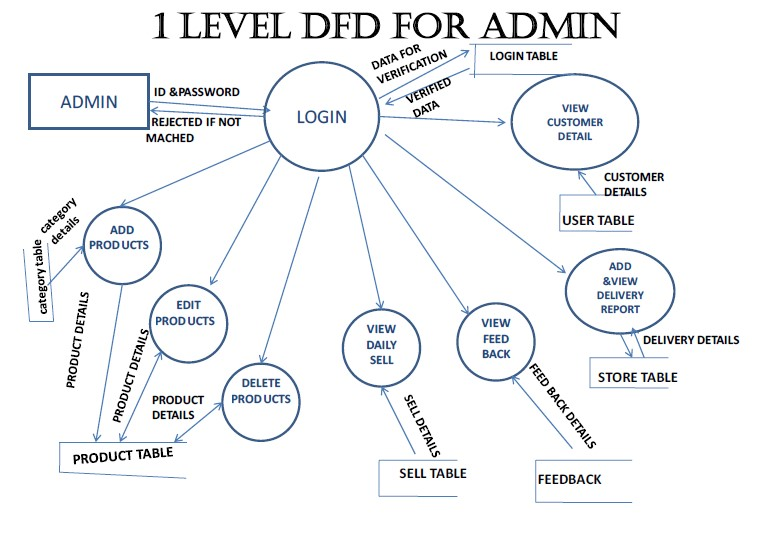 1 LEVEL DFD FOR ADMIN
ADMIN
ID &PASSWORD
REJECTED IF NOT
MACHED
LOGIN
DATA FOR
VERIFICATION
VERIFIED
DATA
LOGIN TABLE
VIEW
CUSTOMER
DETAIL
CUSTOMER
DETAILS
USER TABLE
category
details
category table
ADD
PRODUCTS
EDIT
PRODUCTS
DELETE
PRODUCTS
VIEW
DAILY
SELL
VIEW
FEED
BACK
ADD
&VIEW
DELIVERY
REPORT
DELIVERY DETAILS
STORE TABLE
PRODUCT DETAILS
PRODUCT DETAILS
PRODUCT
DETAILS
PRODUCT TABLE
SELL DETAILS
SELL TABLE
FEED BACK DETAILS
FEEDBACK